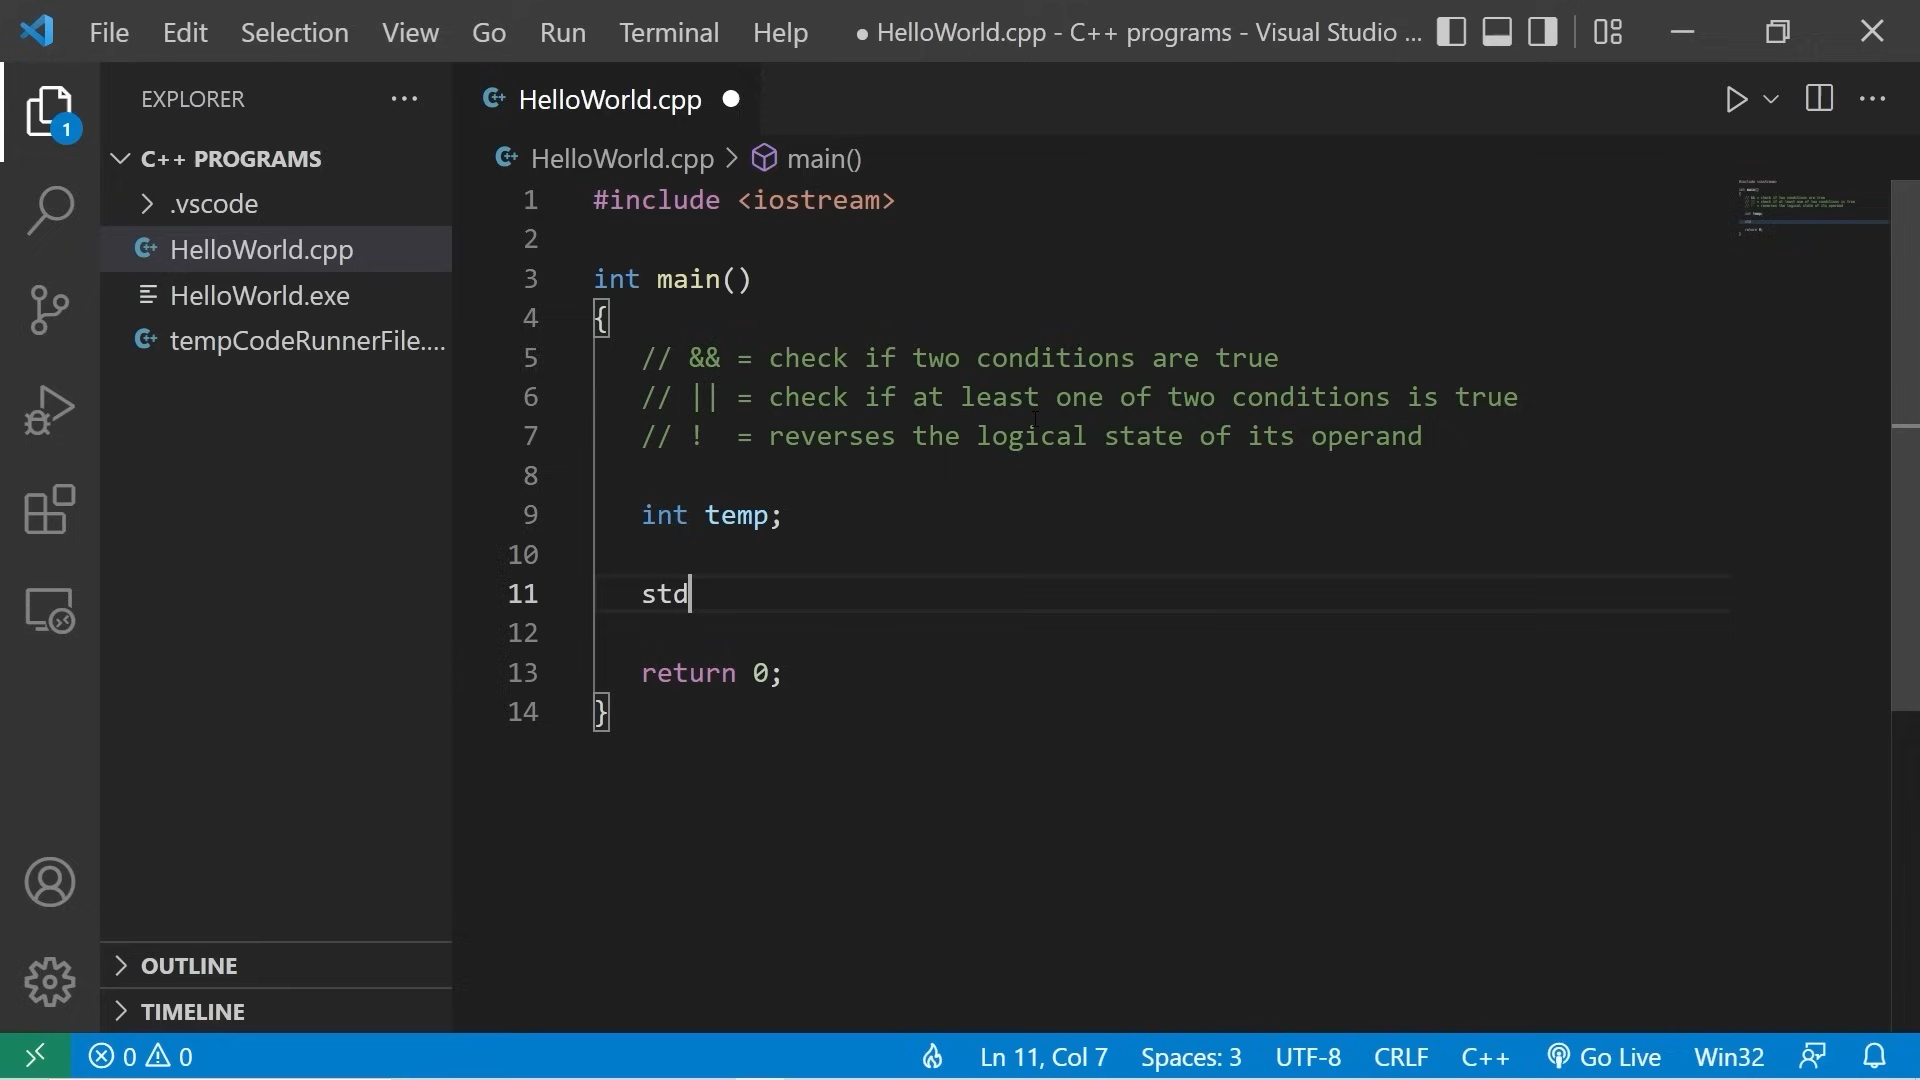 File Edit Selection View Go Run Terminal Help ● HelloWorld.cpp - C++ programs - Visual Studio ...
EXPLORER ...
1
C++ PROGRAMS
.vscode
HelloWorld.cpp
HelloWorld.exe
tempCodeRunnerFile....
OUTLINE
TIMELINE
HelloWorld.cpp ●
HelloWorld.cpp > main()
1 #include <iostream>
2
3 int main()
4 {
5 // && = check if two conditions are true
6 // || = check if at least one of two conditions is true
7 // ! = reverses the logical state of its operand
8
9 int temp;
10
11 std
12
13 return 0;
14 }
0 0 Ln 11, Col 7 Spaces: 3 UTF-8 CRLF C++ Go Live Win32